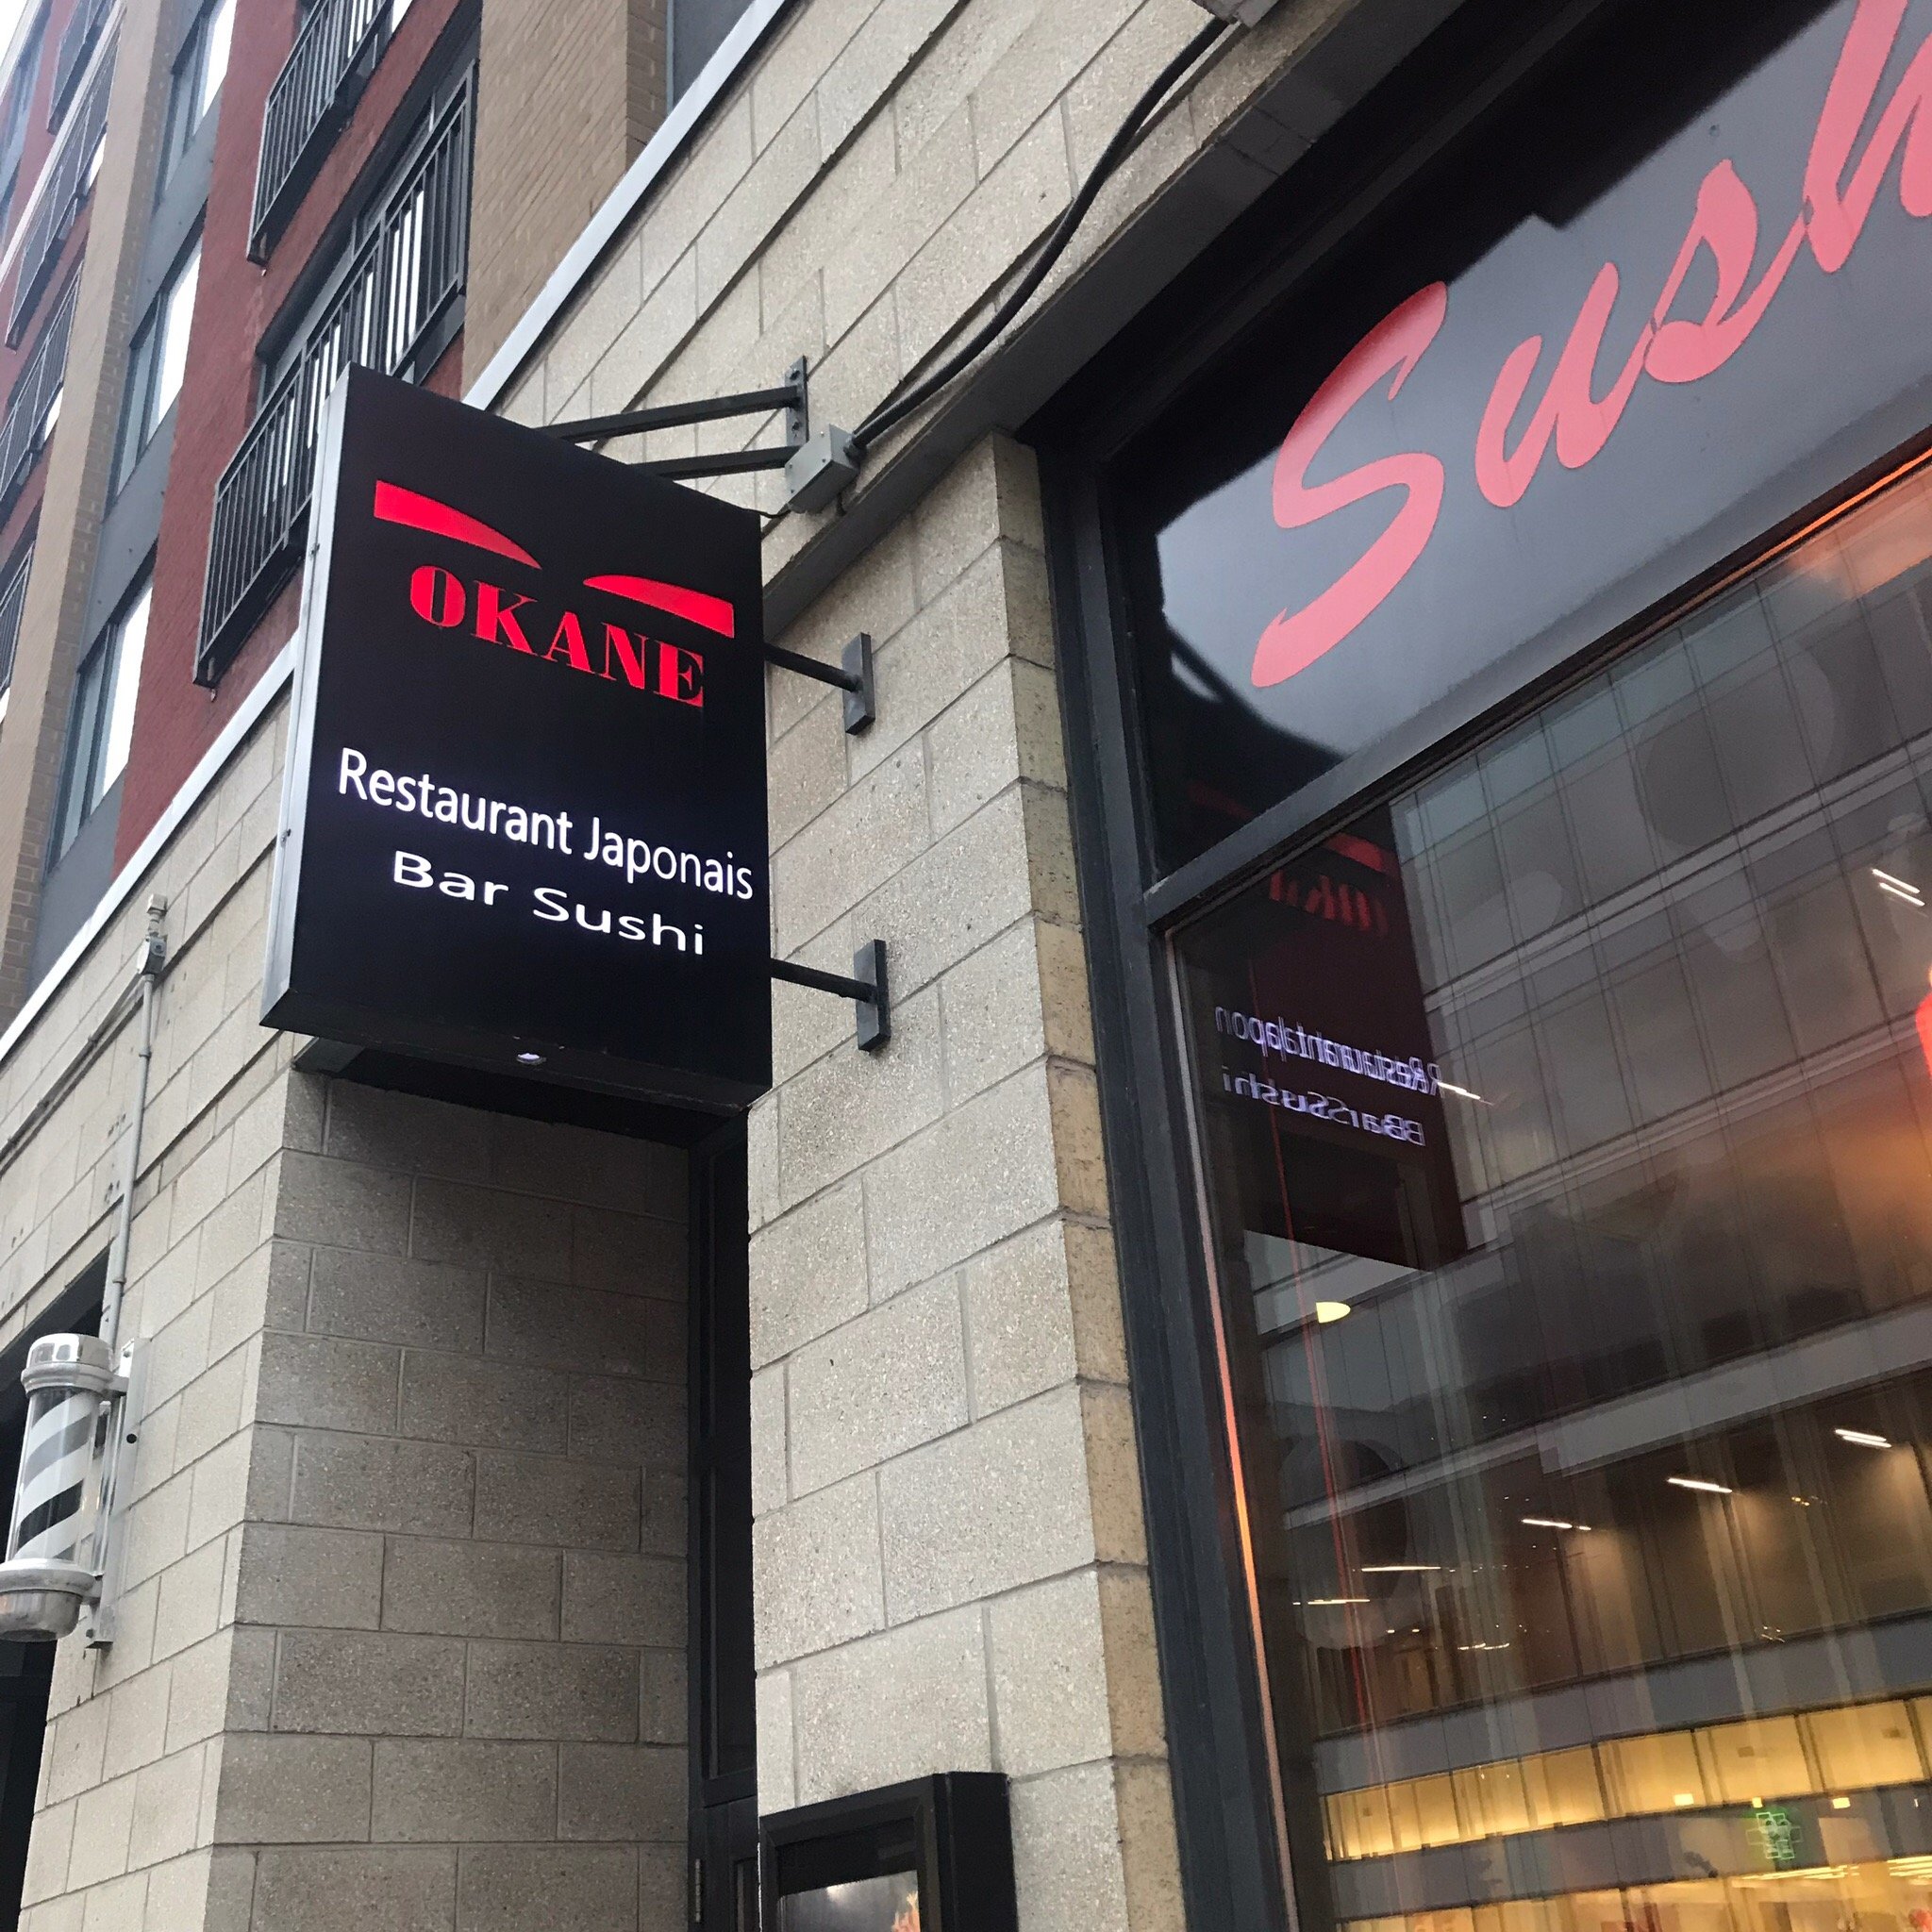 OKANE
Restaurant Japonais
Bar Sushi
Sush